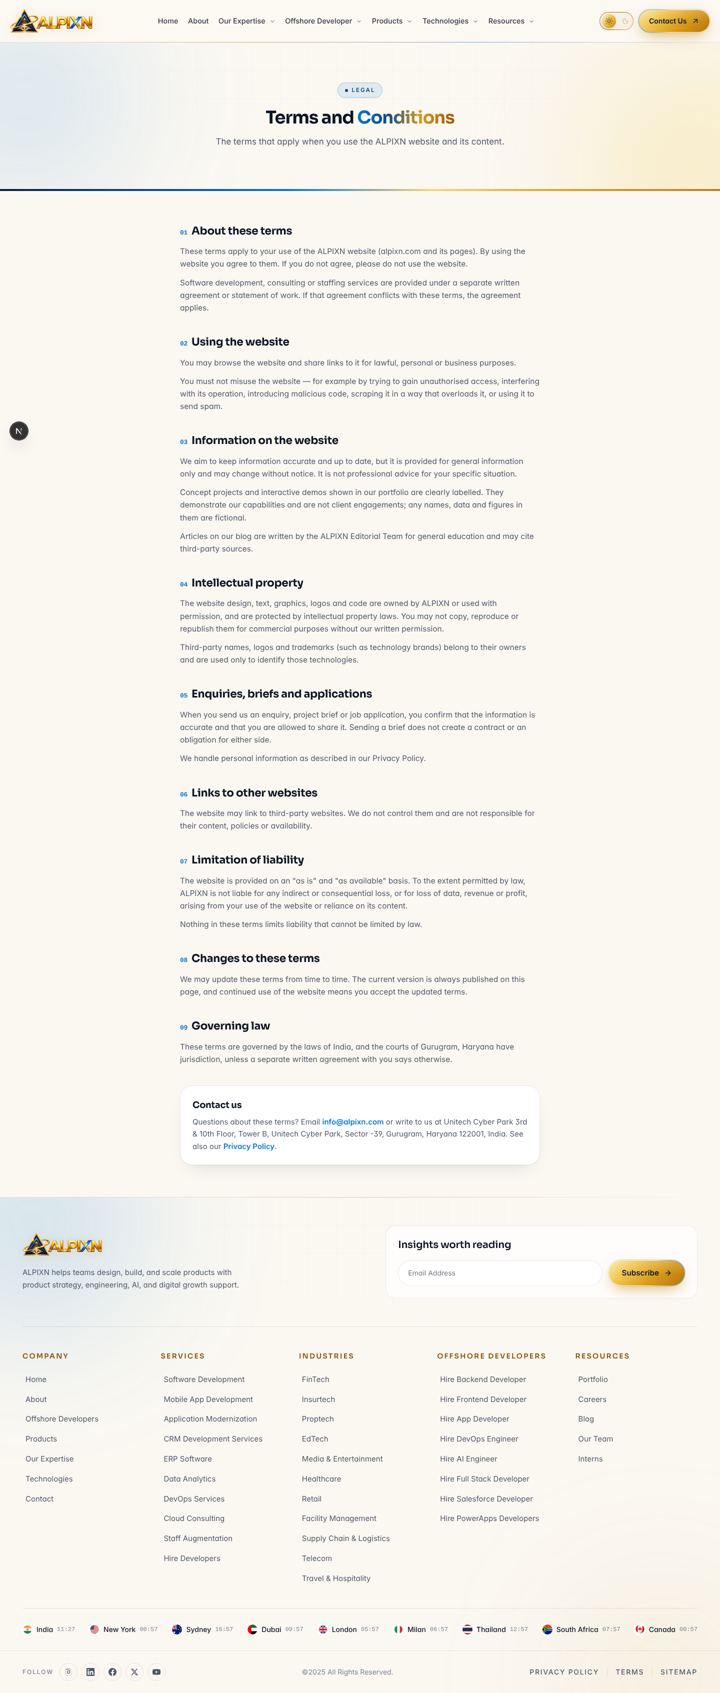 ALPIXN
Home About Our Expertise Offshore Developer Products Technologies Resources
Contact Us
LEGAL
Terms and Conditions
The terms that apply when you use the ALPIXN website and its content.
01 About these terms
These terms apply to your use of the ALPIXN website (alpixn.com and its pages). By using the
website you agree to them. If you do not agree, please do not use the website.
Software development, consulting or staffing services are provided under a separate written
agreement or statement of work. If that agreement conflicts with these terms, the agreement
applies.
02 Using the website
You may browse the website and share links to it for lawful, personal or business purposes.
You must not misuse the website — for example by trying to gain unauthorised access, interfering
with its operation, introducing malicious code, scraping it in a way that overloads it, or using it to
send spam.
N
03 Information on the website
We aim to keep information accurate and up to date, but it is provided for general information
only and may change without notice. It is not professional advice for your specific situation.
Concept projects and interactive demos shown in our portfolio are clearly labelled. They
demonstrate our capabilities and are not client engagements; any names, data and figures in
them are fictional.
Articles on our blog are written by the ALPIXN Editorial Team for general education and may cite
third-party sources.
04 Intellectual property
The website design, text, graphics, logos and code are owned by ALPIXN or used with
permission, and are protected by intellectual property laws. You may not copy, reproduce or
republish them for commercial purposes without our written permission.
Third-party names, logos and trademarks (such as technology brands) belong to their owners
and are used only to identify those technologies.
05 Enquiries, briefs and applications
When you send us an enquiry, project brief or job application, you confirm that the information is
accurate and that you are allowed to share it. Sending a brief does not create a contract or an
obligation for either side.
We handle personal information as described in our Privacy Policy.
06 Links to other websites
The website may link to third-party websites. We do not control them and are not responsible for
their content, policies or availability.
07 Limitation of liability
The website is provided on an "as is" and "as available" basis. To the extent permitted by law,
ALPIXN is not liable for any indirect or consequential loss, or for loss of data, revenue or profit,
arising from your use of the website or reliance on its content.
Nothing in these terms limits liability that cannot be limited by law.
08 Changes to these terms
We may update these terms from time to time. The current version is always published on this
page, and continued use of the website means you accept the updated terms.
09 Governing law
These terms are governed by the laws of India, and the courts of Gurugram, Haryana have
jurisdiction, unless a separate written agreement with you says otherwise.
Contact us
Questions about these terms? Email info@alpixn.com or write to us at Unitech Cyber Park 3rd
& 10th Floor, Tower B, Unitech Cyber Park, Sector -39, Gurugram, Haryana 122001, India. See
also our Privacy Policy.
ALPIXN
ALPIXN helps teams design, build, and scale products with
product strategy, engineering, AI, and digital growth support.
Insights worth reading
Email Address
Subscribe
COMPANY
Home
About
Offshore Developers
Products
Our Expertise
Technologies
Contact
SERVICES
Software Development
Mobile App Development
Application Modernization
CRM Development Services
ERP Software
Data Analytics
DevOps Services
Cloud Consulting
Staff Augmentation
Hire Developers
INDUSTRIES
FinTech
Insurtech
Proptech
EdTech
Media & Entertainment
Healthcare
Retail
Facility Management
Supply Chain & Logistics
Telecom
Travel & Hospitality
OFFSHORE DEVELOPERS
Hire Backend Developer
Hire Frontend Developer
Hire App Developer
Hire DevOps Engineer
Hire AI Engineer
Hire Full Stack Developer
Hire Salesforce Developer
Hire PowerApps Developers
RESOURCES
Portfolio
Careers
Blog
Our Team
Interns
India 11:27 New York 00:57 Sydney 16:57 Dubai 09:57 London 05:57 Milan 06:57 Thailand 12:57 South Africa 07:57 Canada 00:57
FOLLOW
©2025 All Rights Reserved.
PRIVACY POLICY TERMS SITEMAP